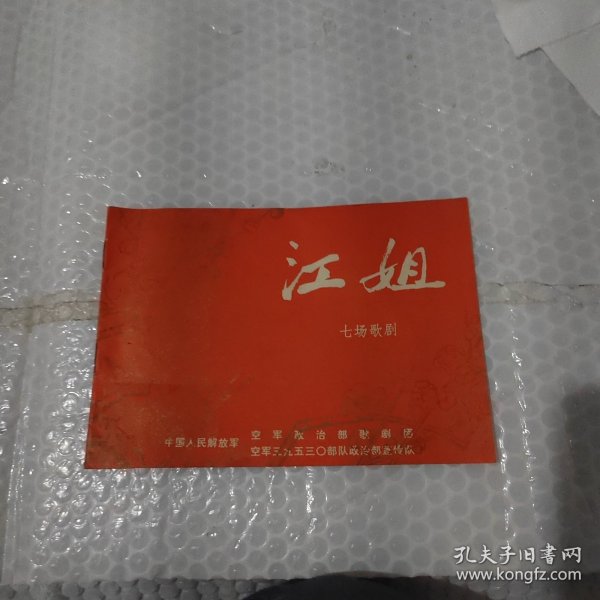 江姐
七场歌剧
中国人民解放军
空军政治部歌剧团
空军三九五三〇部队政治部宣传队
孔夫子旧书网
www.kongfz.com